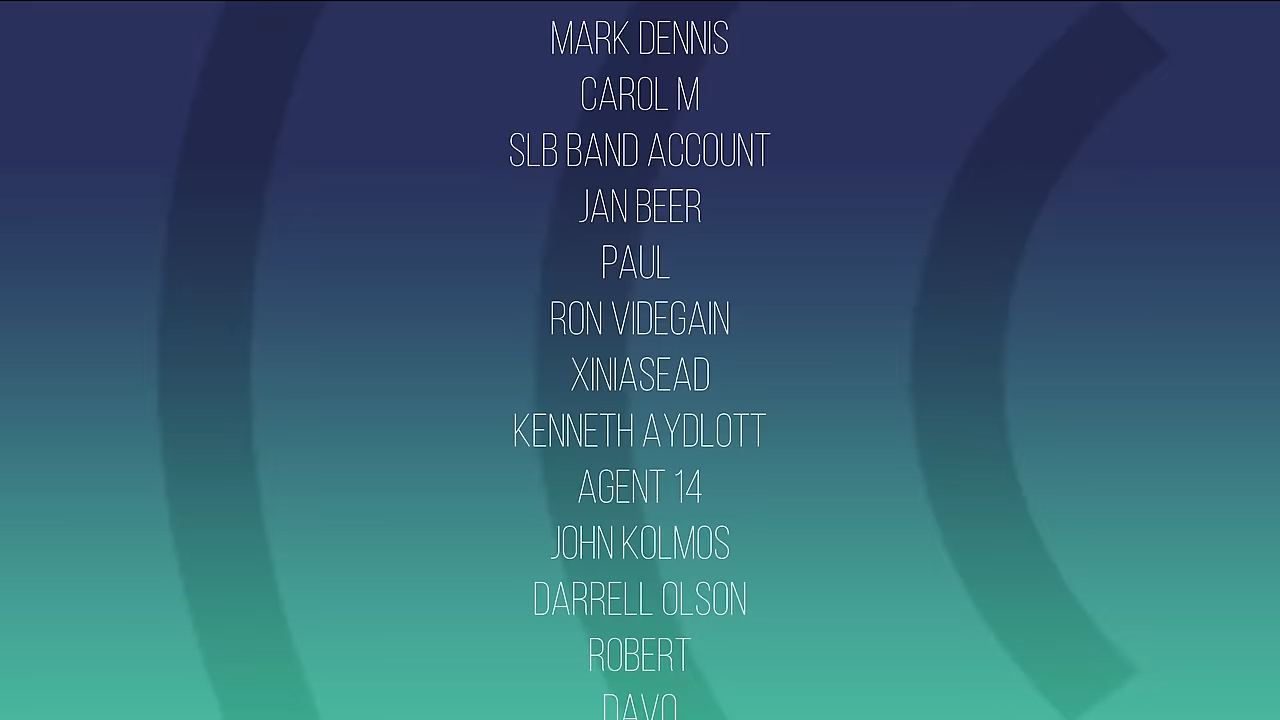 MARK DENNIS
CAROL M
SLB BAND ACCOUNT
JAN BEER
PAUL
RON VIDEGAIN
XINIASEAD
KENNETH AYDLOTT
AGENT 14
JOHN KOLMOS
DARRELL OLSON
ROBERT
DAVO